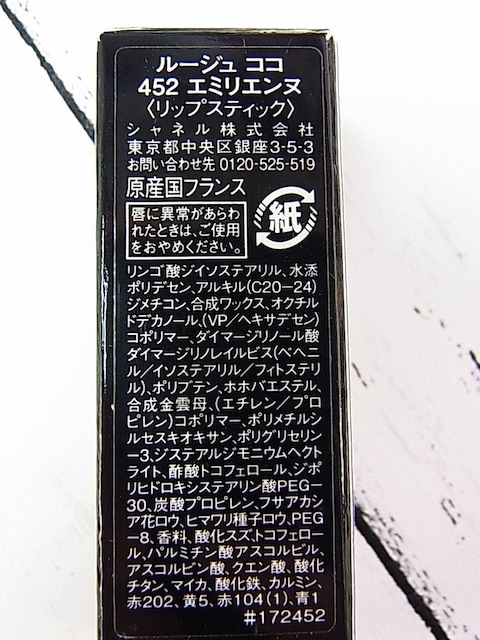 ルージュ ココ
452 エミリエンヌ
〈リップスティック〉
シャネル株式会社
東京都中央区銀座3-5-3
お問い合わせ先 0120-525-519
原産国フランス
紙
唇に異常があらわ
れたときは、ご使用
をおやめください。
リンゴ酸ジイソステアリル、水添
ポリデセン、アルキル(C20-24)
ジメチコン、合成ワックス、オクチル
ドデカノール、(VP/ヘキサデセン)
コポリマー、ダイマージリノール酸
ダイマージリノレイルビス(ベヘニ
ル/イソステアリル/フィトステリ
ル)、ポリブテン、ホホバエステル、
合成金雲母、(エチレン/プロ
ピレン)コポリマー、ポリメチルシ
ルセスキオキサン、ポリグリセリン
-3、ジステアルジモニウムヘクト
ライト、酢酸トコフェロール、ジポ
リヒドロキシステアリン酸PEG-
30、炭酸プロピレン、フサアカシ
ア花ロウ、ヒマワリ種子ロウ、PEG
-8、香料、酸化スズ、トコフェロー
ル、パルミチン酸アスコルビル、
アスコルビン酸、クエン酸、酸化
チタン、マイカ、酸化鉄、カルミン、
赤202、黄5、赤104(1)、青1
#172452